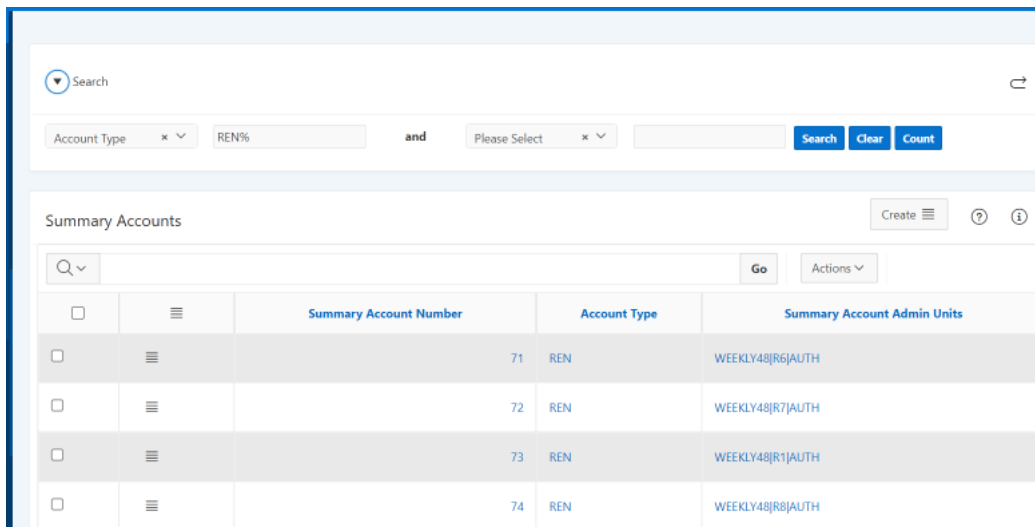 Search
Account Type REN% and Please Select Search Clear Count
Summary Accounts Create
Go Actions
Summary Account Number Account Type Summary Account Admin Units
71 REN WEEKLY48|R6|AUTH
72 REN WEEKLY48|R7|AUTH
73 REN WEEKLY48|R1|AUTH
74 REN WEEKLY48|R8|AUTH